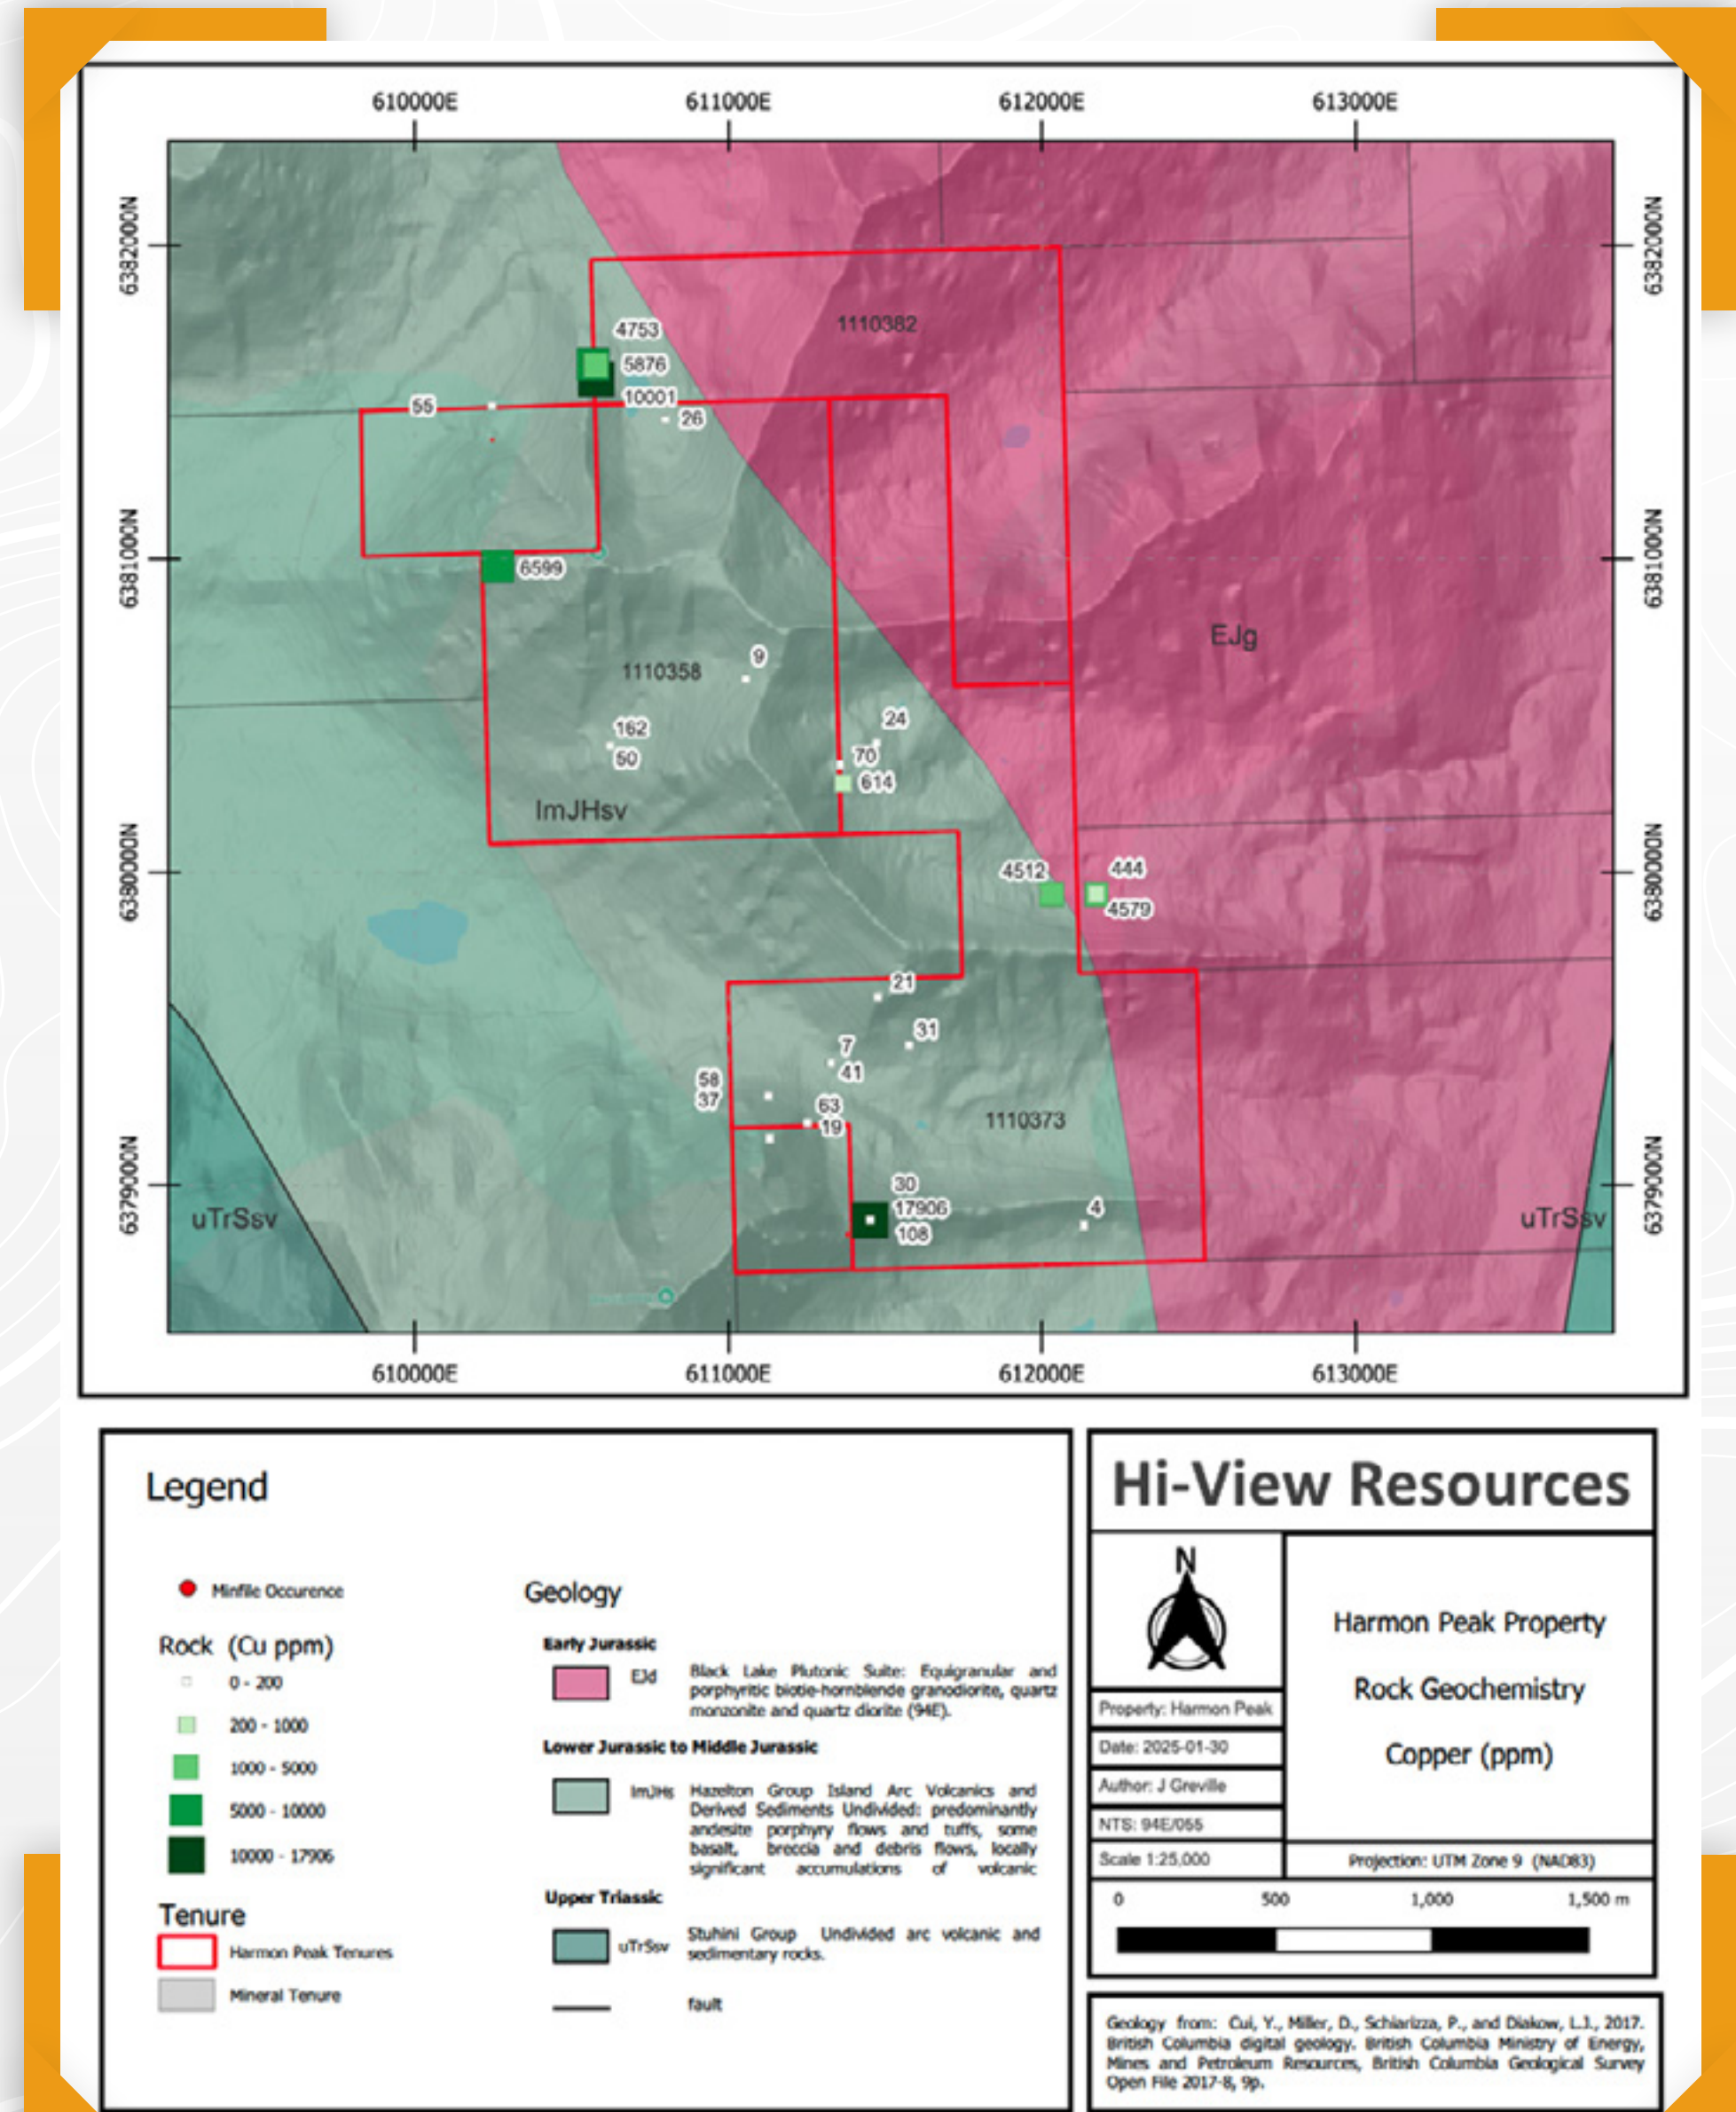 610000E 611000E 612000E 613000E
6382000N 6382000N
1110382
4753
5876
10001
55
26
6381000N 6381000N
6599
EJg
9
1110358
24
162
70
50
614
lmJHsv
6380000N 6380000N
4512 444
4579
21
31
7
41
58
37
63
19
1110373
6379000N 6379000N
30
17906
4
108
uTrSsv uTrSsv
610000E 611000E 612000E 613000E
Legend
Minfile Occurence
Rock (Cu ppm)
0 - 200
200 - 1000
1000 - 5000
5000 - 10000
10000 - 17906
Tenure
Harmon Peak Tenures
Mineral Tenure
Geology
Early Jurassic
EJd
Black Lake Plutonic Suite: Equigranular and
porphyritic biotie-hornblende granodiorite, quartz
monzonite and quartz diorite (94E).
Lower Jurassic to Middle Jurassic
lmJHs
Hazelton Group Island Arc Volcanics and
Derived Sediments Undivided: predominantly
andesite porphyry flows and tuffs, some
basalt, breccia and debris flows, locally
significant accumulations of volcanic
Upper Triassic
uTrSsv
Stuhini Group Undivided arc volcanic and
sedimentary rocks.
fault
Hi-View Resources
N
Harmon Peak Property
Rock Geochemistry
Copper (ppm)
Property: Harmon Peak
Date: 2025-01-30
Author: J Greville
NTS: 94E/055
Scale 1:25,000
Projection: UTM Zone 9 (NAD83)
0 500 1,000 1,500 m
Geology from: Cui, Y., Miller, D., Schiarizza, P., and Diakow, L.J., 2017.
British Columbia digital geology. British Columbia Ministry of Energy,
Mines and Petroleum Resources, British Columbia Geological Survey
Open File 2017-8, 9p.